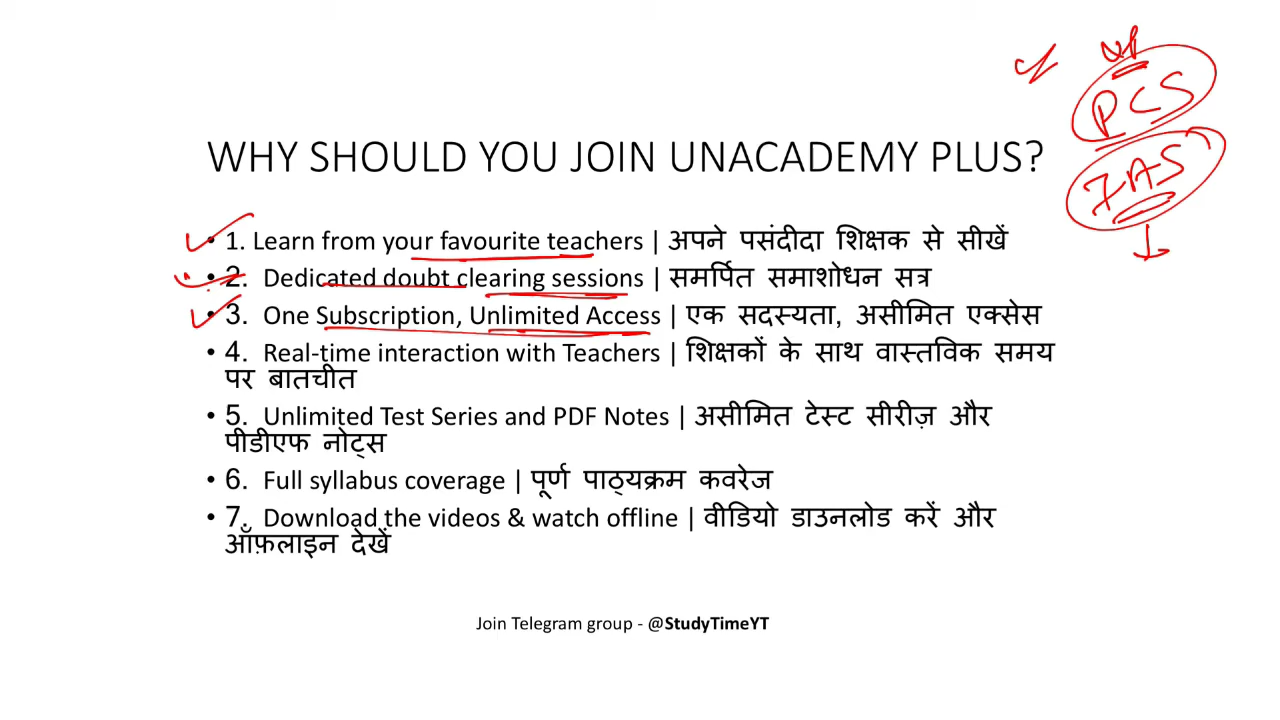 UP
PCS
IAS
WHY SHOULD YOU JOIN UNACADEMY PLUS?
• 1. Learn from your favourite teachers | अपने पसंदीदा शिक्षक से सीखें
• 2. Dedicated doubt clearing sessions | समर्पित समाशोधन सत्र
• 3. One Subscription, Unlimited Access | एक सदस्यता, असीमित एक्सेस
• 4. Real-time interaction with Teachers | शिक्षकों के साथ वास्तविक समय
पर बातचीत
• 5. Unlimited Test Series and PDF Notes | असीमित टेस्ट सीरीज़ और
पीडीएफ नोट्स
• 6. Full syllabus coverage | पूर्ण पाठ्यक्रम कवरेज
• 7. Download the videos & watch offline | वीडियो डाउनलोड करें और
ऑफ़लाइन देखें
Join Telegram group - @StudyTimeYT